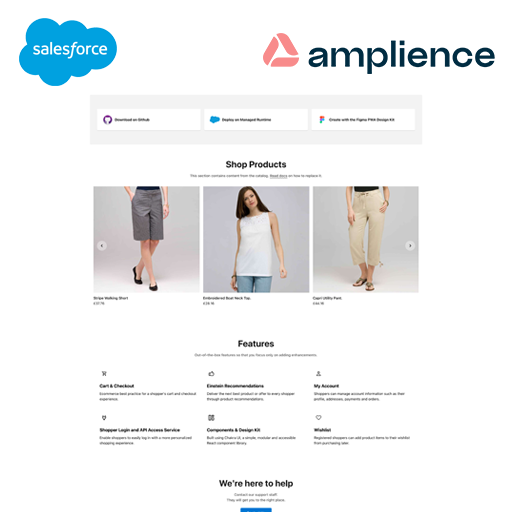 salesforce
amplience
Download on Github
Deploy on Managed Runtime
Create with the Figma PWA Design Kit
Shop Products
This section contains content from the catalog. Read docs on how to replace it.
Stripe Walking Short
Embroidered Boat Neck Top.
Capri Utility Pant.
Features
Out-of-the-box features so that you focus only on adding enhancements.
Cart & Checkout
Ecommerce best practice for a shopper's cart and checkout experience.
Einstein Recommendations
Deliver the next best product or offer to every shopper through product recommendations.
My Account
Shoppers can manage account information such as their profile, addresses, payments and orders.
Shopper Login and API Access Service
Enable shoppers to easily log in with a more personalized shopping experience.
Components & Design Kit
Built using Chakra UI, a simple, modular and accessible React component library.
Wishlist
Registered shoppers can add product items to their wishlist from purchasing later.
We're here to help
Contact our support staff.
They will get you to the right place.